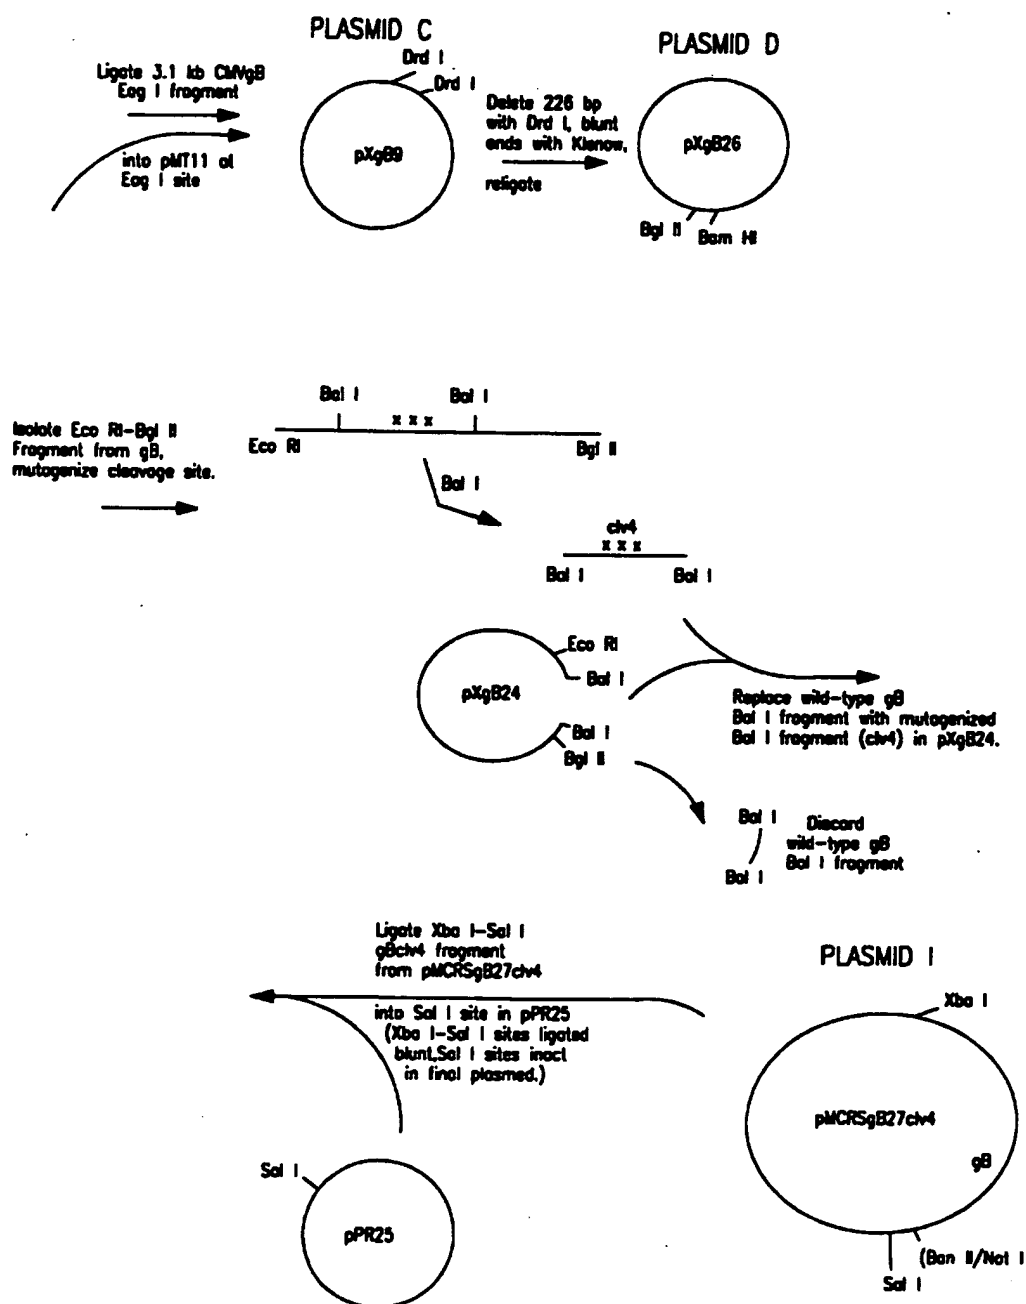 PLASMID C
PLASMID D
Ligate 3.1 kb CMVgB
Eag I fragment
into pMT11 at
Eag I site
Drd I
Drd I
pXgB9
Delete 226 bp
with Drd I, blunt
ends with Klenow,
religate
pXgB26
Bgl II
Bam HI
Isolate Eco RI-Bgl II
Fragment from gB,
mutagenize cleavage site.
Bal I
x x x
Bal I
Eco RI
Bgl II
Bal I
clv4
x x x
Bal I
Bal I
pXgB24
Eco RI
Bal I
Bal I
Bgl II
Replace wild-type gB
Bal I fragment with mutagenized
Bal I fragment (clv4) in pXgB24.
Bal I
Discard
wild-type gB
Bal I fragment
Bal I
Ligate Xba I-Sal I
gBclv4 fragment
from pMCRSgB27clv4
into Sal I site in pPR25
(Xba I-Sal I sites ligated
blunt,Sal I sites inact
in final plasmed.)
PLASMID I
Xba I
pMCRSgB27clv4
gB
(Ban II/Not I
Sal I
Sal I
pPR25